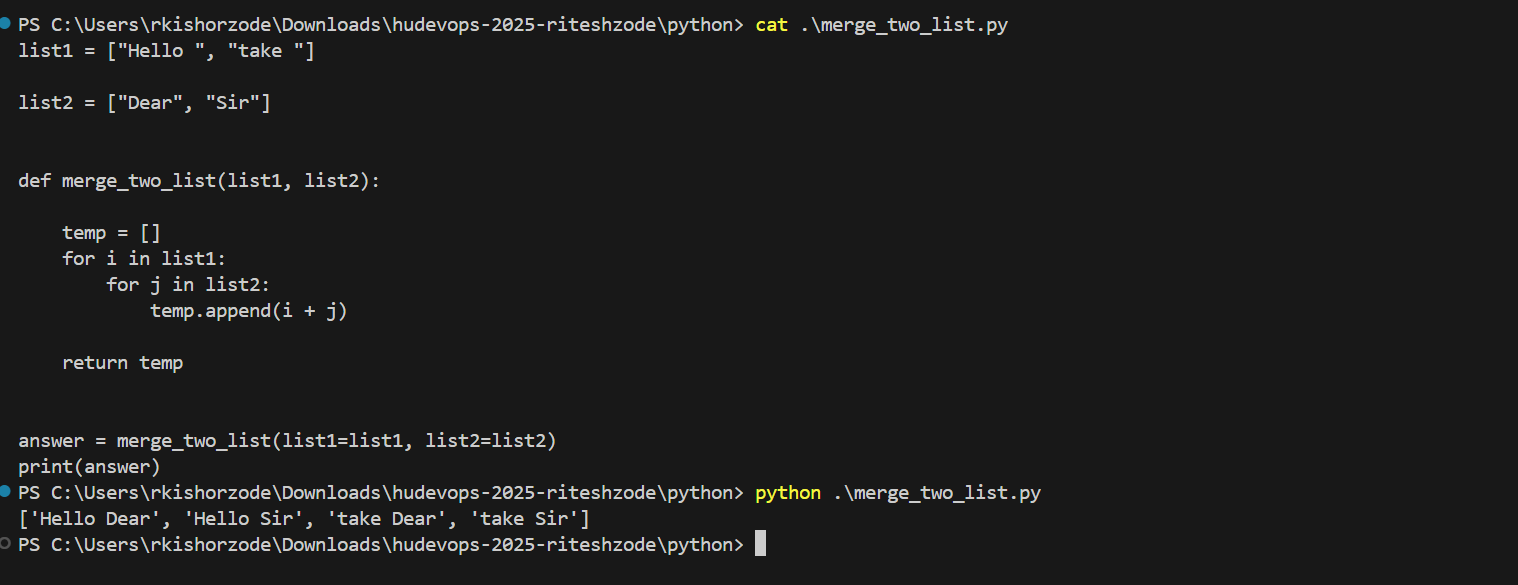 PS C:\Users\rkishorzode\Downloads\hudevops-2025-riteshzode\python> cat .\merge_two_list.py
list1 = ["Hello ", "take "]
list2 = ["Dear", "Sir"]
def merge_two_list(list1, list2):
    temp = []
    for i in list1:
        for j in list2:
            temp.append(i + j)
    return temp
answer = merge_two_list(list1=list1, list2=list2)
print(answer)
PS C:\Users\rkishorzode\Downloads\hudevops-2025-riteshzode\python> python .\merge_two_list.py
['Hello Dear', 'Hello Sir', 'take Dear', 'take Sir']
PS C:\Users\rkishorzode\Downloads\hudevops-2025-riteshzode\python>